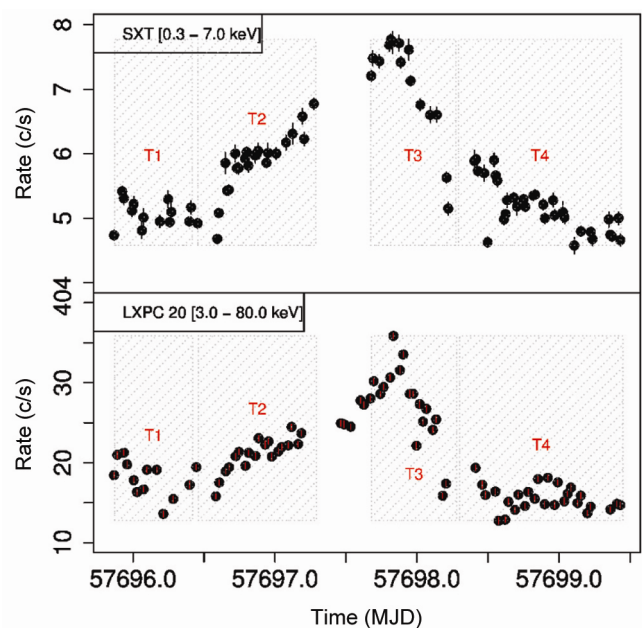 SXT [0.3 – 7.0 keV]
8
7
6
5
4
Rate (c/s)
T1
T2
T3
T4
LXPC 20 [3.0 – 80.0 keV]
40
30
20
10
Rate (c/s)
T1
T2
T3
T4
57696.0
57697.0
57698.0
57699.0
Time (MJD)